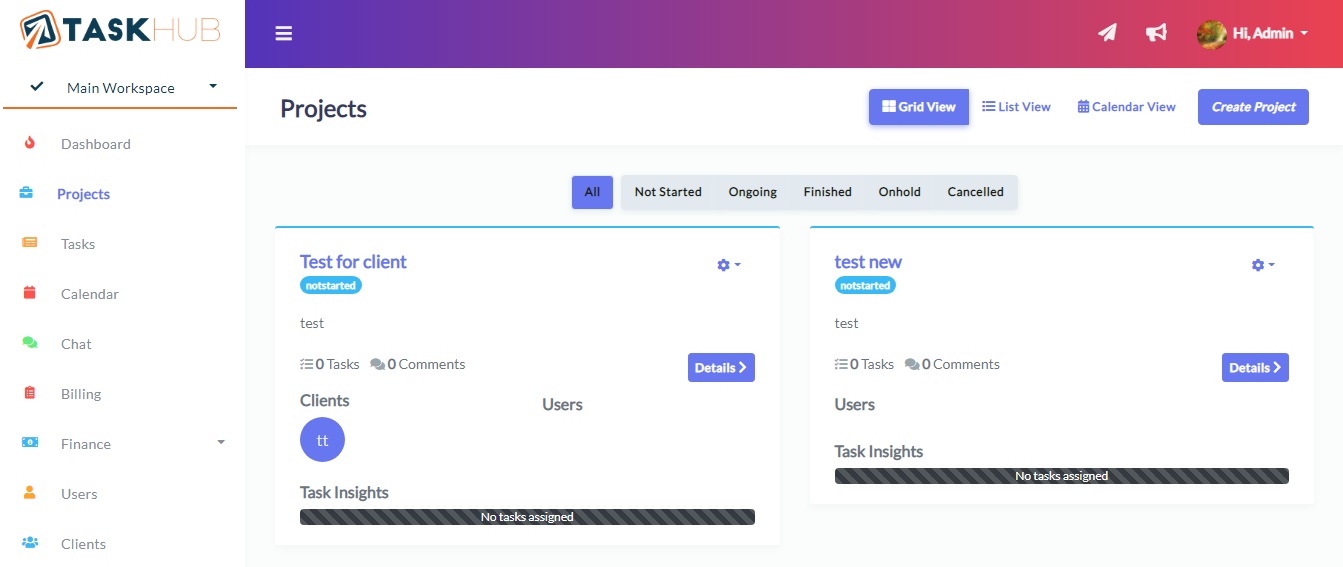 TASKHUB
Hi, Admin
Main Workspace
Dashboard
Projects
Tasks
Calendar
Chat
Billing
Finance
Users
Clients
Projects
Grid View List View Calendar View Create Project
All Not Started Ongoing Finished Onhold Cancelled
Test for client
notstarted
test
0 Tasks 0 Comments Details
Clients Users
tt
Task Insights
No tasks assigned
test new
notstarted
test
0 Tasks 0 Comments Details
Users
Task Insights
No tasks assigned